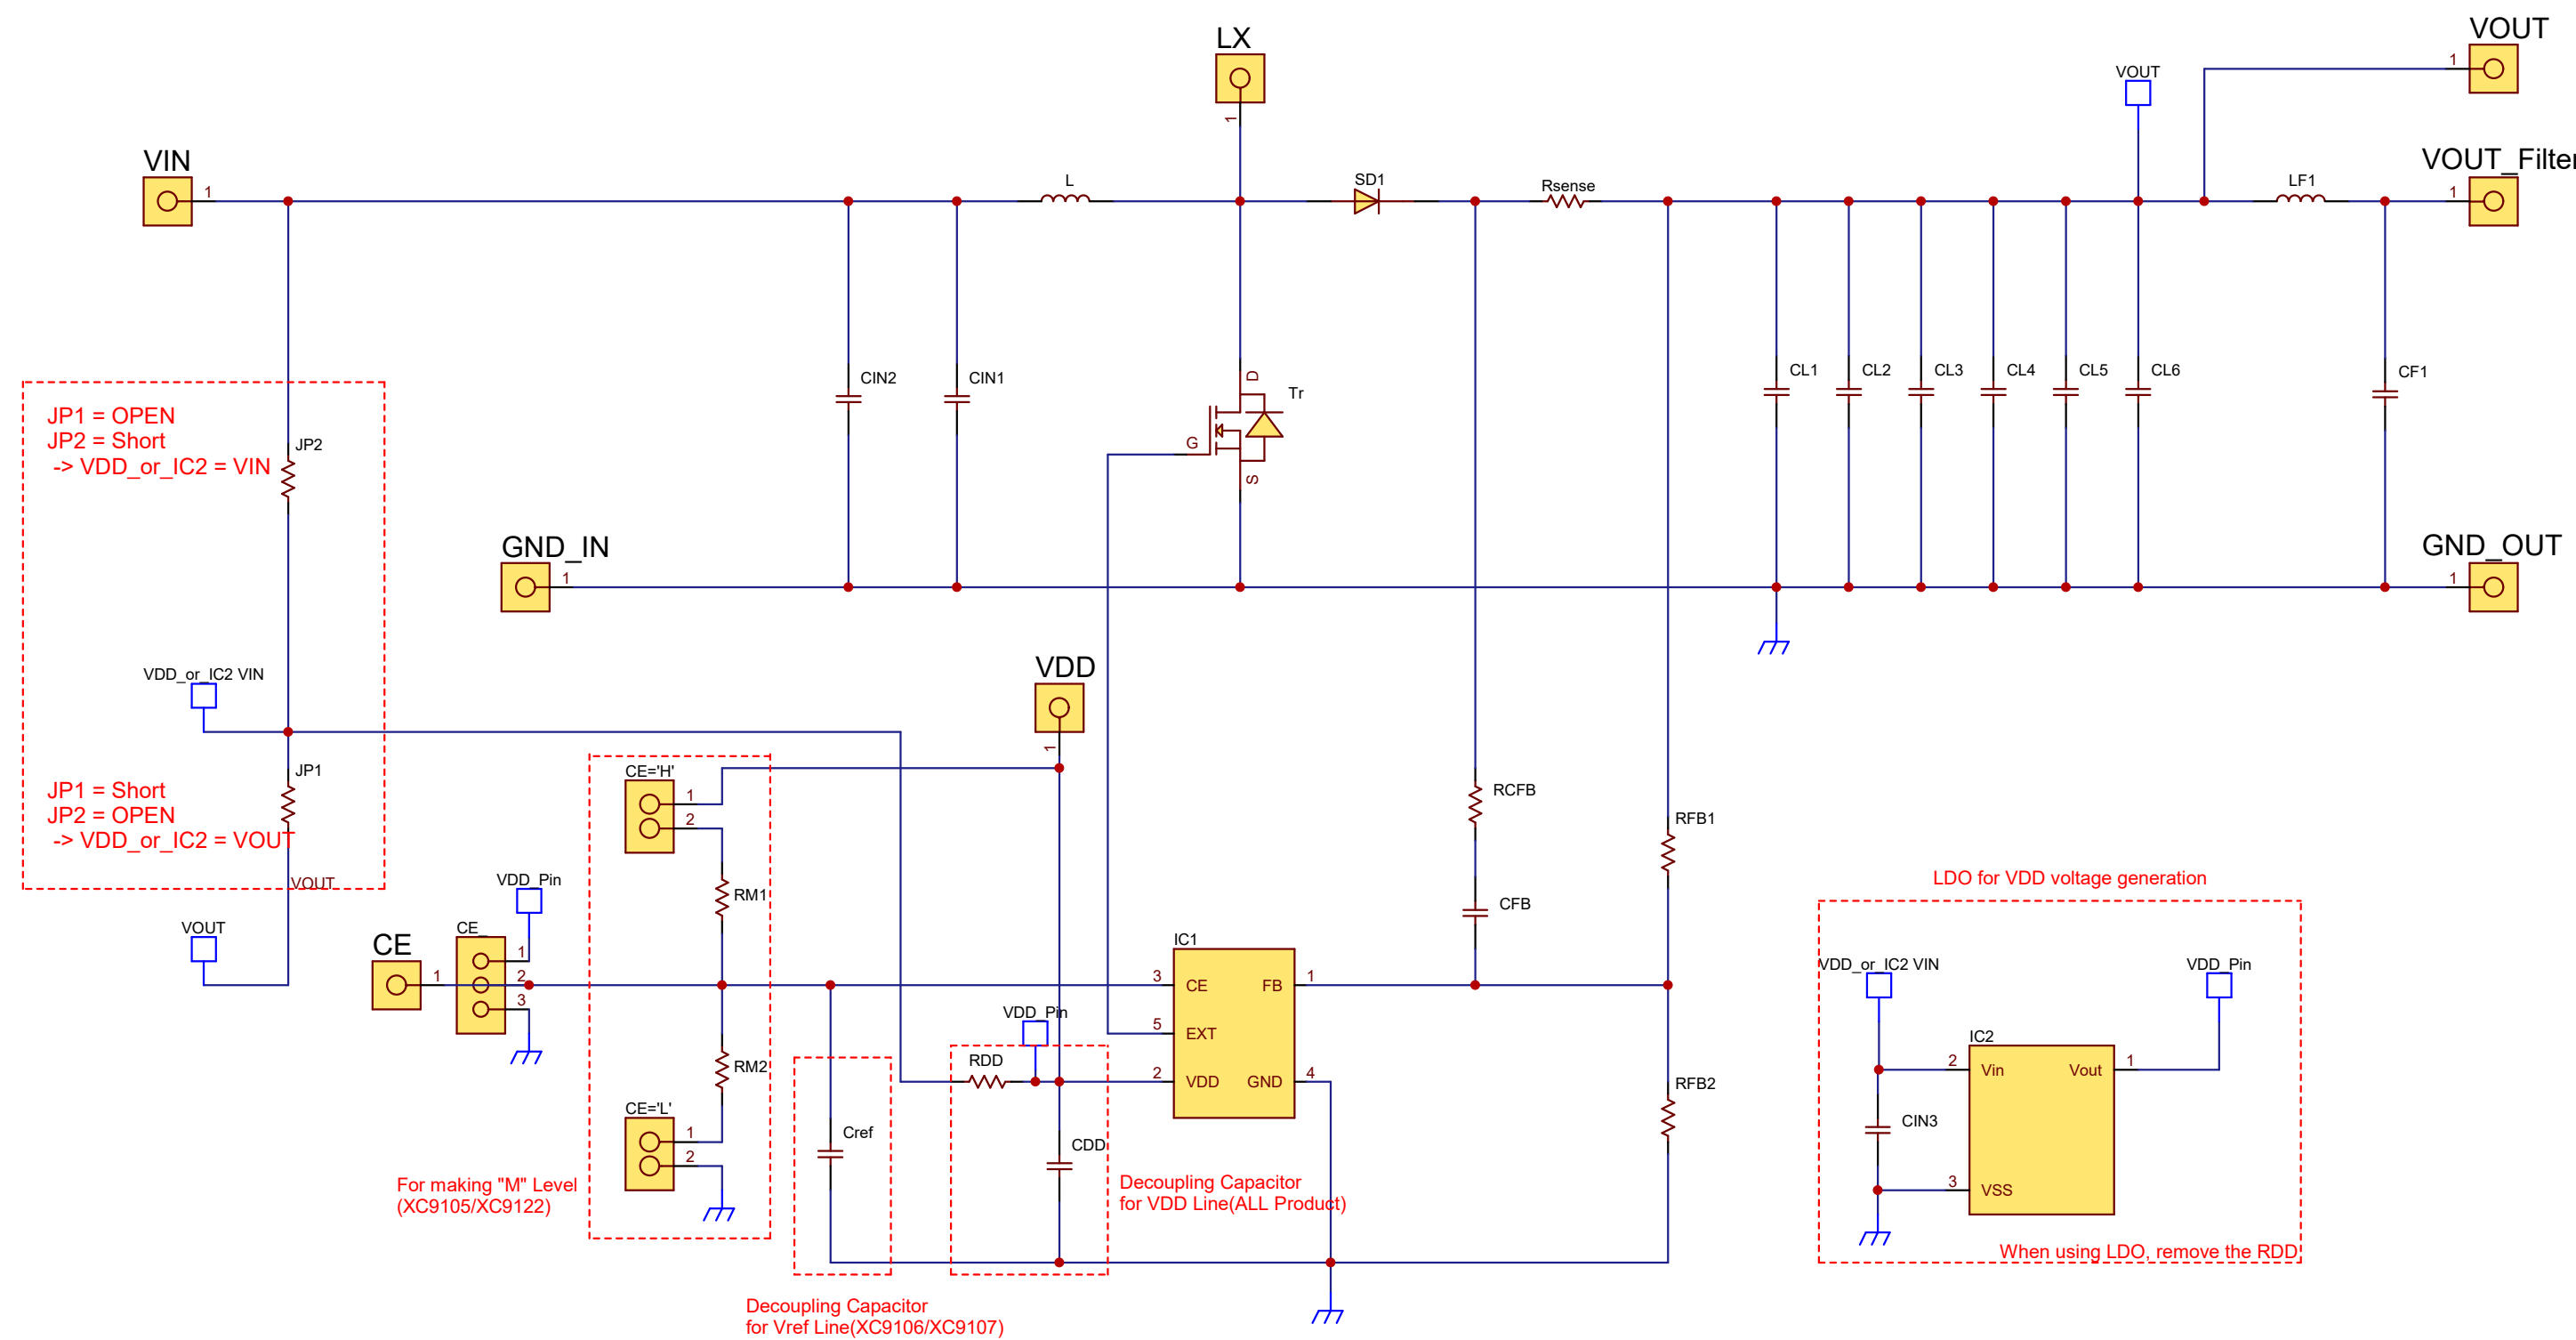 LX
1
VOUT
1
VOUT
VIN
1
L
SD1
Rsense
LF1
VOUT_Filter
1
CIN2
CIN1
D
G
S
Tr
CL1
CL2
CL3
CL4
CL5
CL6
CF1
JP1 = OPEN
JP2 = Short
-> VDD_or_IC2 = VIN
JP2
GND_IN
1
GND_OUT
1
VDD_or_IC2 VIN
VDD
1
JP1
JP1 = Short
JP2 = OPEN
-> VDD_or_IC2 = VOUT
VOUT
VOUT
CE='H'
1
2
RM1
RCFB
CFB
RFB1
VDD_Pin
CE
1
CE_
1
2
3
RM2
CE='L'
1
2
For making "M" Level
(XC9105/XC9122)
Cref
Decoupling Capacitor
for Vref Line(XC9106/XC9107)
VDD_Pin
RDD
CDD
Decoupling Capacitor
for VDD Line(ALL Product)
IC1
3 CE FB 1
5 EXT
2 VDD GND 4
RFB2
LDO for VDD voltage generation
VDD_or_IC2 VIN
VDD_Pin
IC2
2 Vin Vout 1
CIN3
3 VSS
When using LDO, remove the RDD